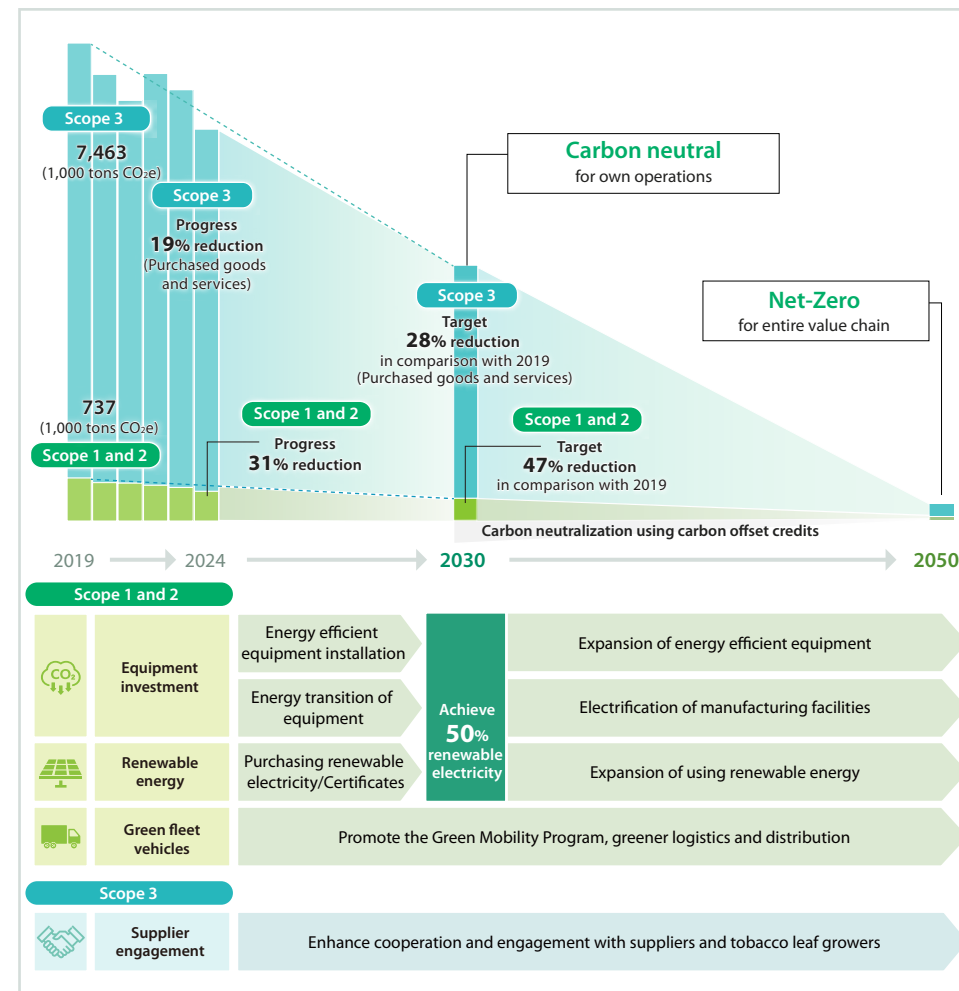 Scope 3
7,463
(1,000 tons CO₂e)
Scope 3
Progress
19% reduction
(Purchased goods
and services)
Carbon neutral
for own operations
Net-Zero
for entire value chain
Scope 3
Target
28% reduction
in comparison with 2019
(Purchased goods and services)
737
(1,000 tons CO₂e)
Scope 1 and 2
Scope 1 and 2
Progress
31% reduction
Scope 1 and 2
Target
47% reduction
in comparison with 2019
Carbon neutralization using carbon offset credits
2019
2024
2030
2050
Scope 1 and 2
CO₂
Equipment
investment
Energy efficient
equipment installation
Energy transition of
equipment
Achieve
50%
renewable
electricity
Expansion of energy efficient equipment
Electrification of manufacturing facilities
Renewable
energy
Purchasing renewable
electricity/Certificates
Expansion of using renewable energy
Green fleet
vehicles
Promote the Green Mobility Program, greener logistics and distribution
Scope 3
Supplier
engagement
Enhance cooperation and engagement with suppliers and tobacco leaf growers